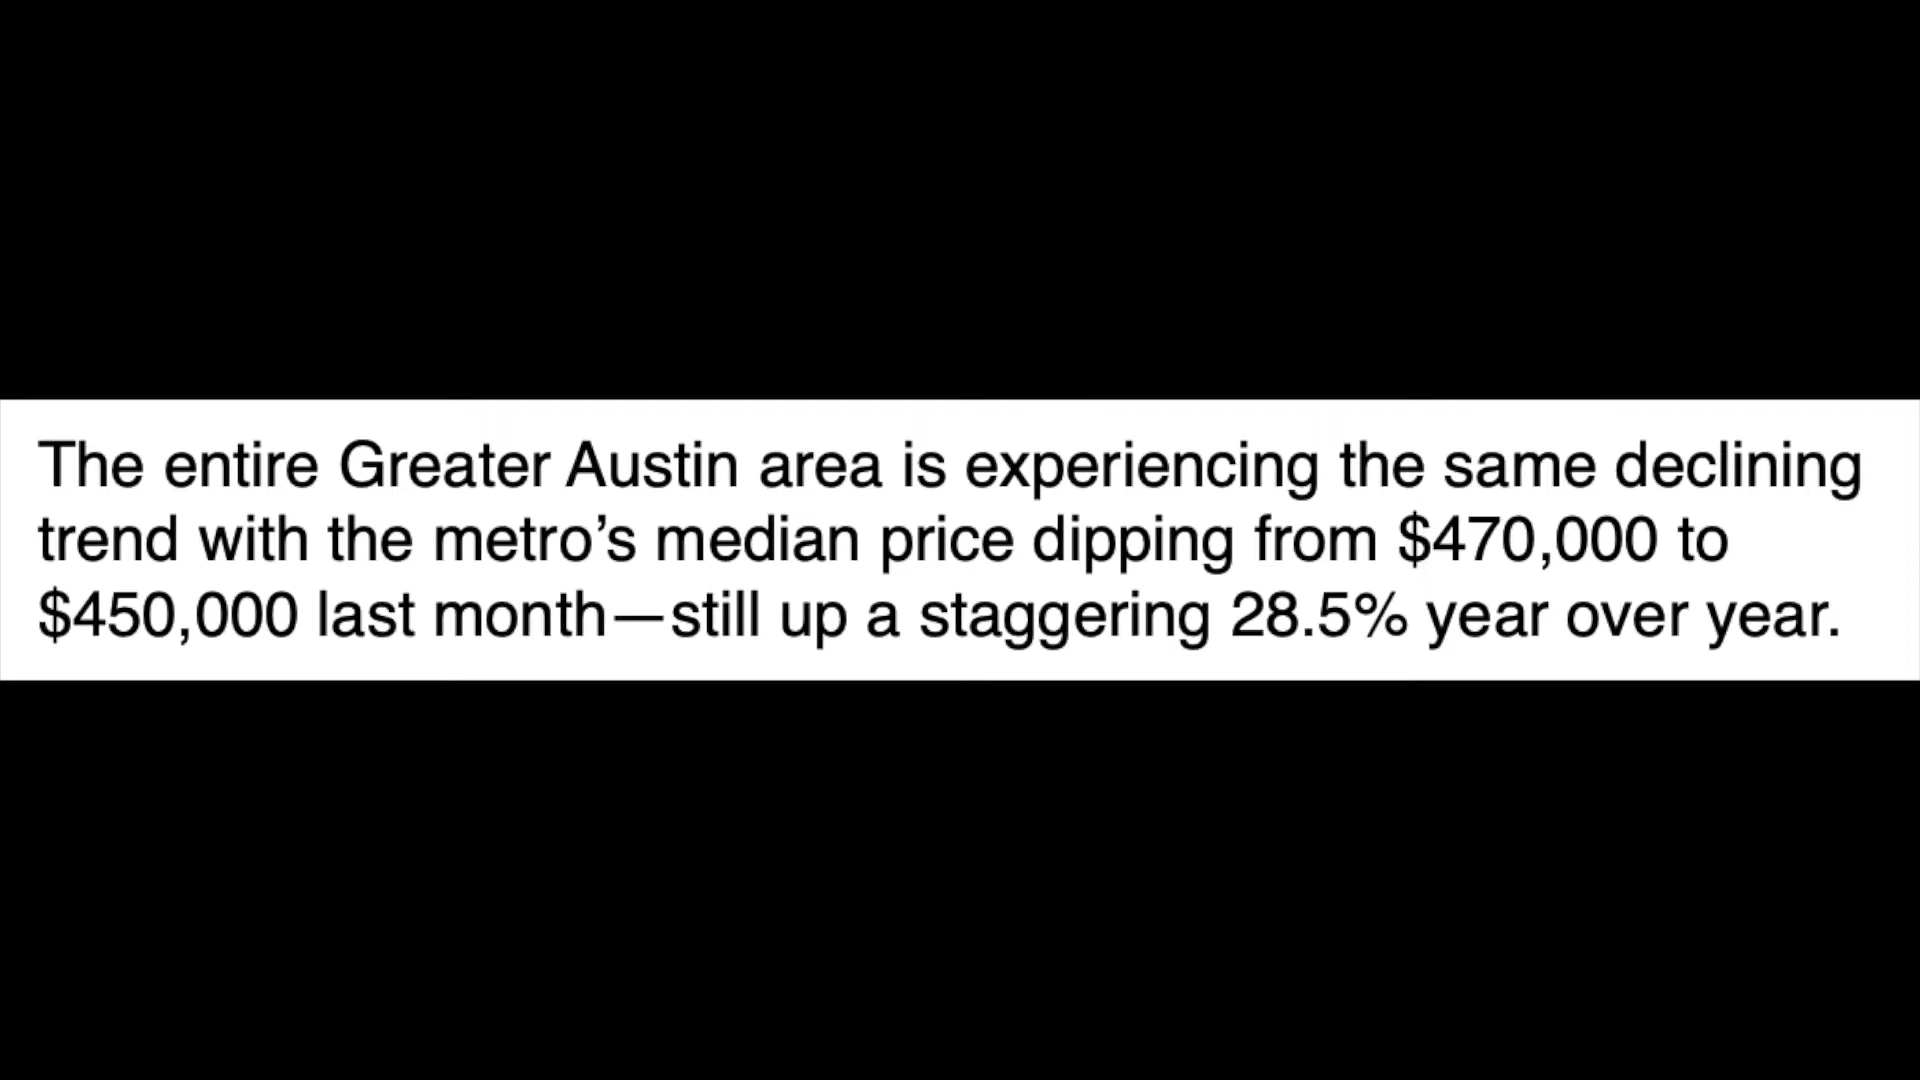 The entire Greater Austin area is experiencing the same declining
trend with the metro’s median price dipping from $470,000 to
$450,000 last month—still up a staggering 28.5% year over year.